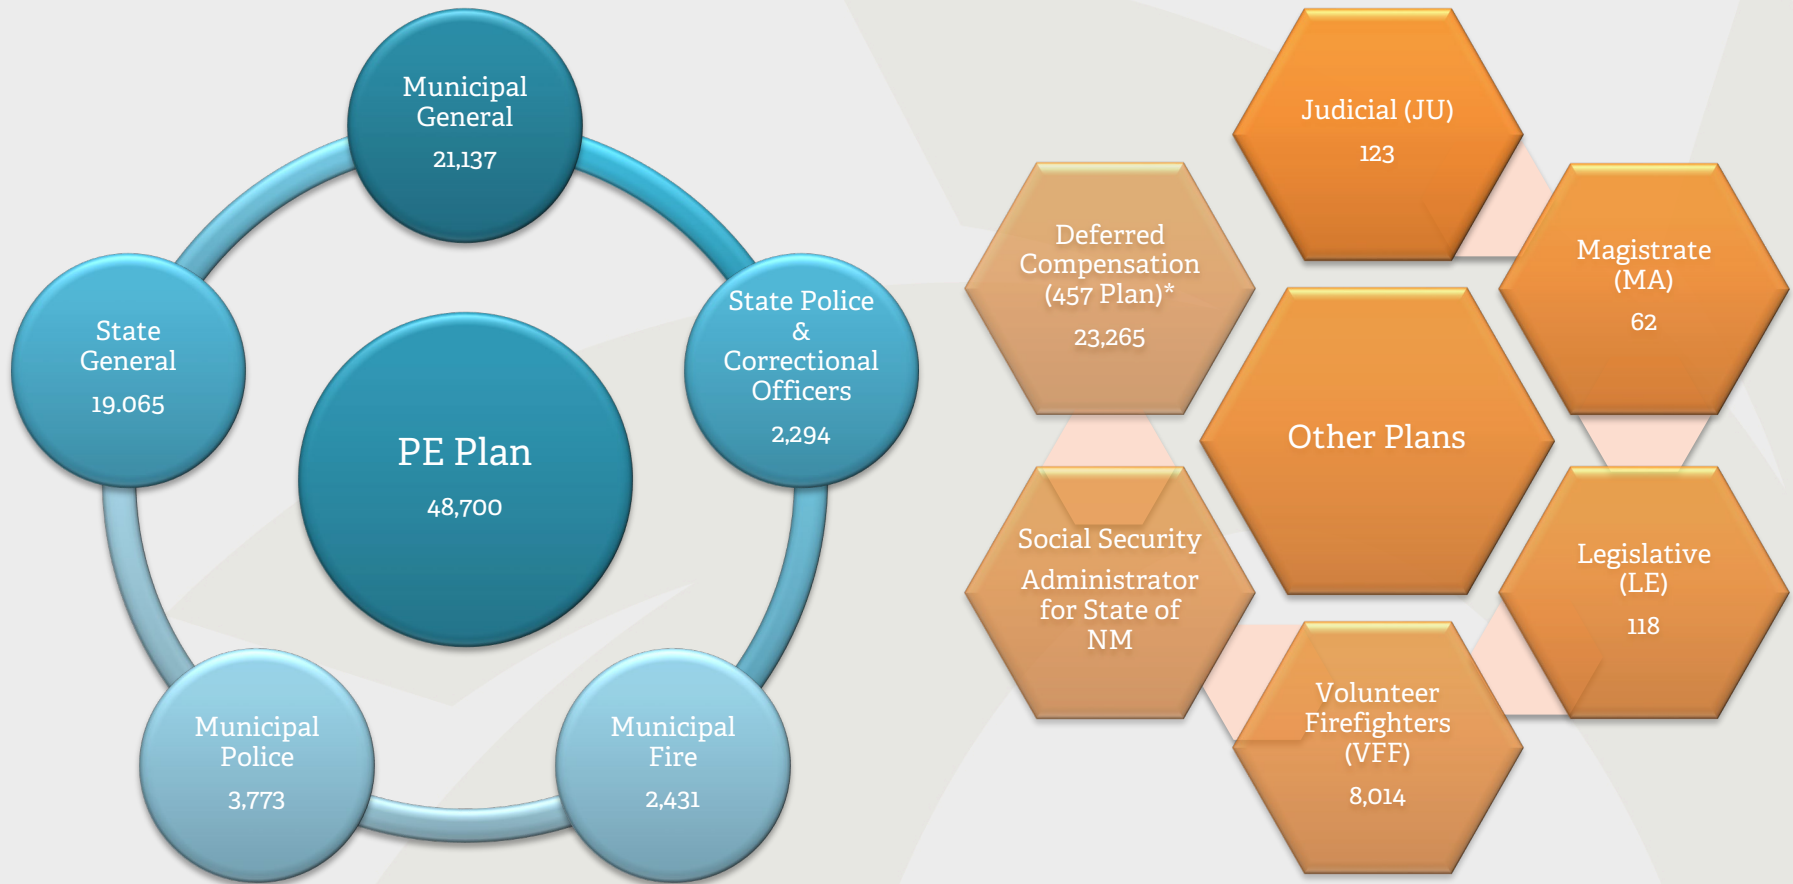 Municipal
General
21,137
State Police
&
Correctional
Officers
2,294
Municipal
Fire
2,431
Municipal
Police
3,773
State
General
19.065
PE Plan
48,700
Judicial (JU)
123
Magistrate
(MA)
62
Legislative
(LE)
118
Volunteer
Firefighters
(VFF)
8,014
Social Security
Administrator
for State of
NM
Deferred
Compensation
(457 Plan)*
23,265
Other Plans